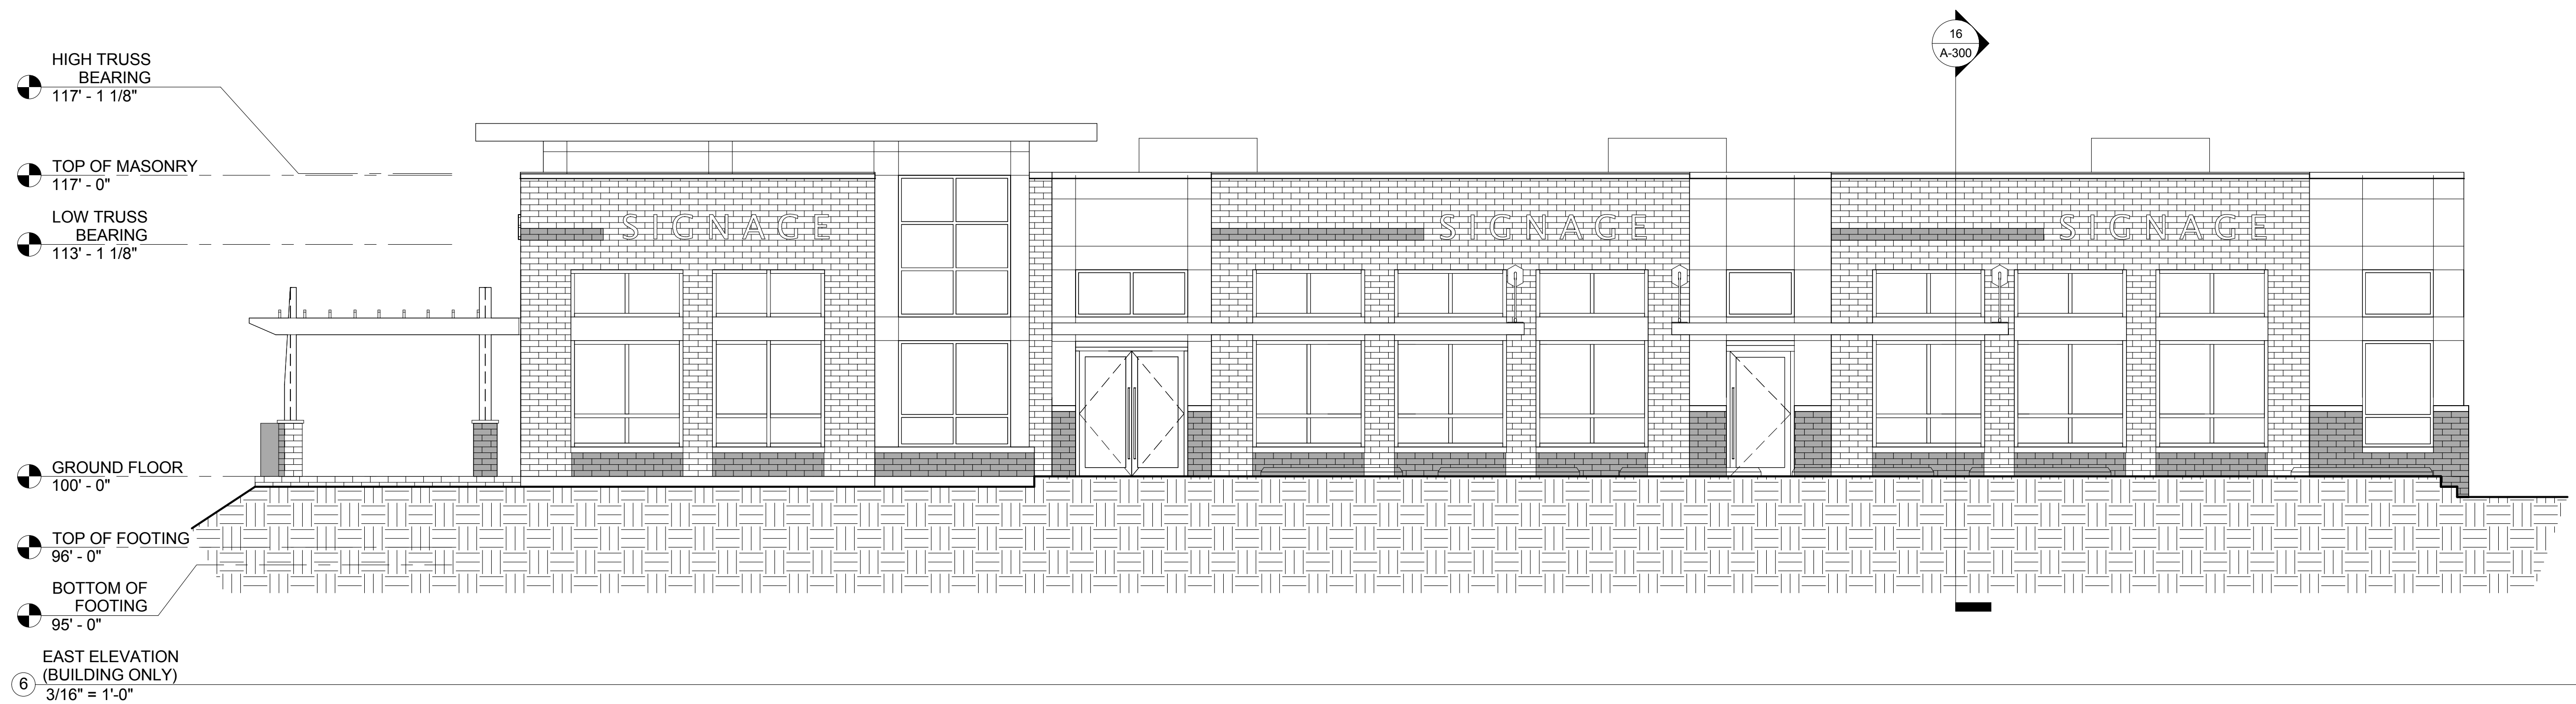 16
A-300
HIGH TRUSS
BEARING
117' - 1 1/8"
TOP OF MASONRY
117' - 0"
LOW TRUSS
BEARING
113' - 1 1/8"
SIGNAGE
SIGNAGE
SIGNAGE
GROUND FLOOR
100' - 0"
TOP OF FOOTING
96' - 0"
BOTTOM OF
FOOTING
95' - 0"
EAST ELEVATION
(BUILDING ONLY)
6
3/16" = 1'-0"